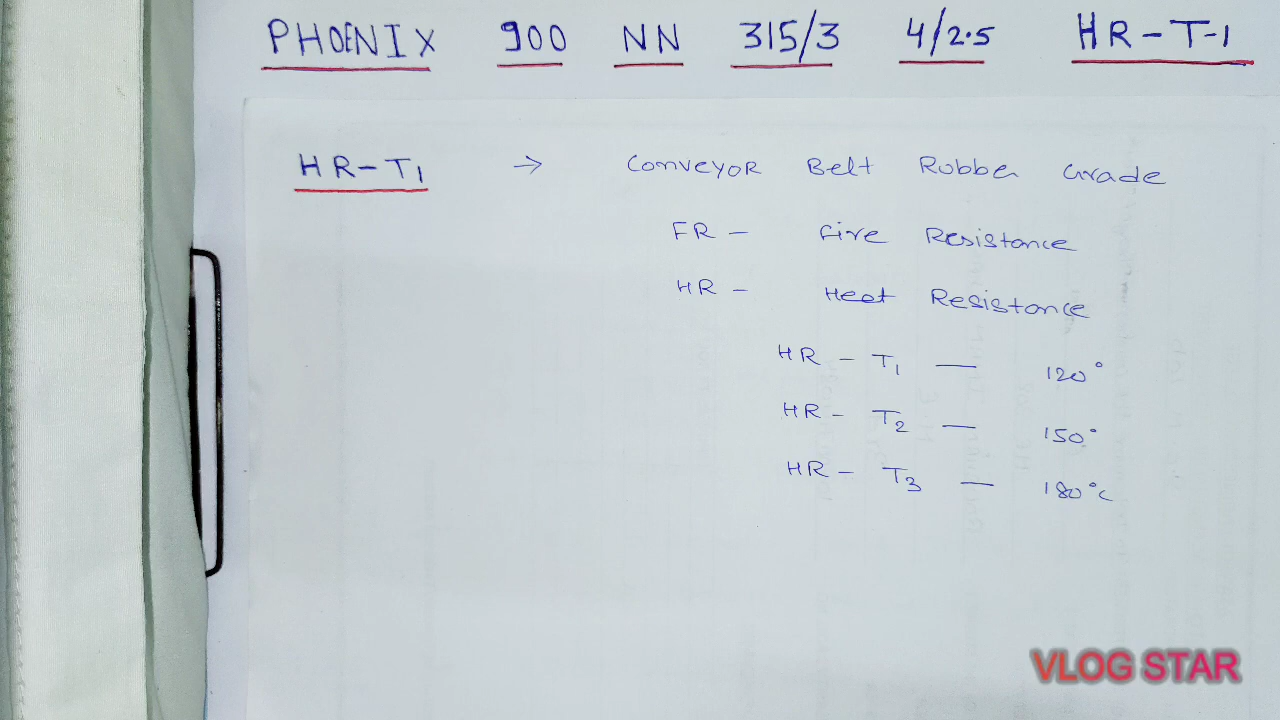 PHOENIX 900 NN 315/3 4/2.5 HR-T-1
HR-T1 → Conveyor Belt Rubber Grade
FR - Fire Resistance
HR - Heat Resistance
HR - T1 — 120°
HR - T2 — 150°
HR - T3 — 180°C
VLOG STAR